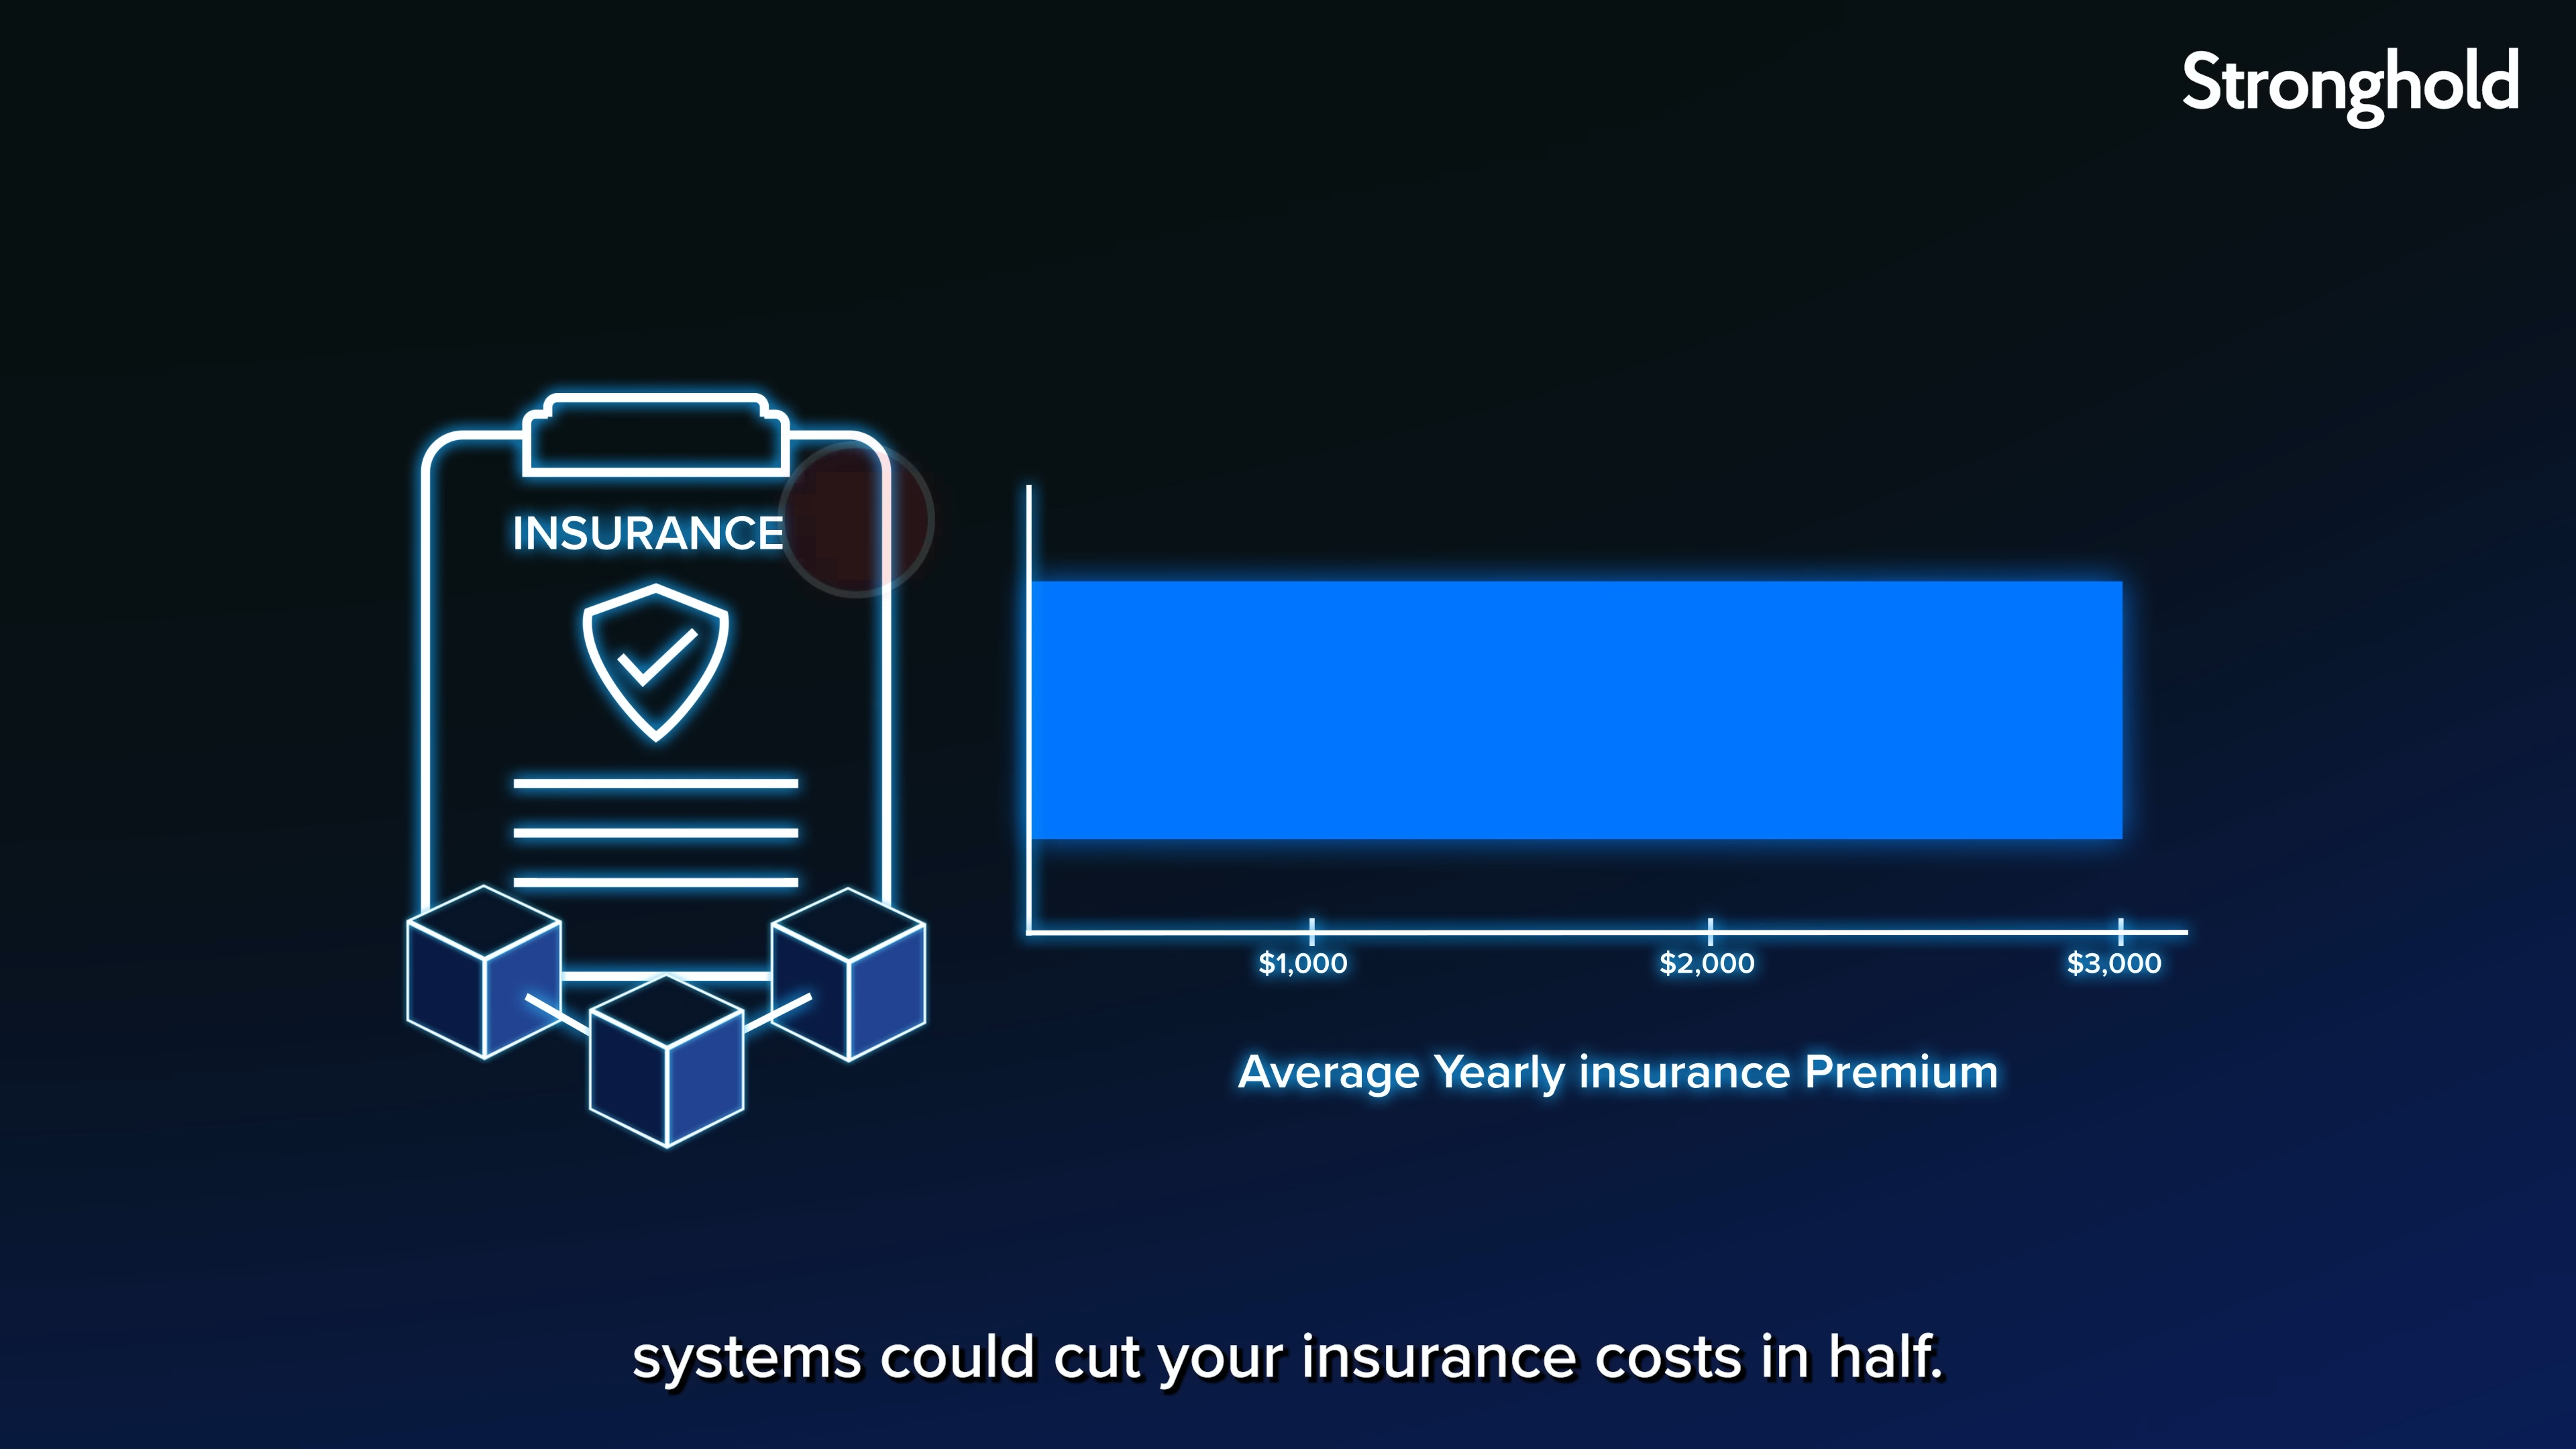 Stronghold
INSURANCE
$1,000
$2,000
$3,000
Average Yearly insurance Premium
systems could cut your insurance costs in half.